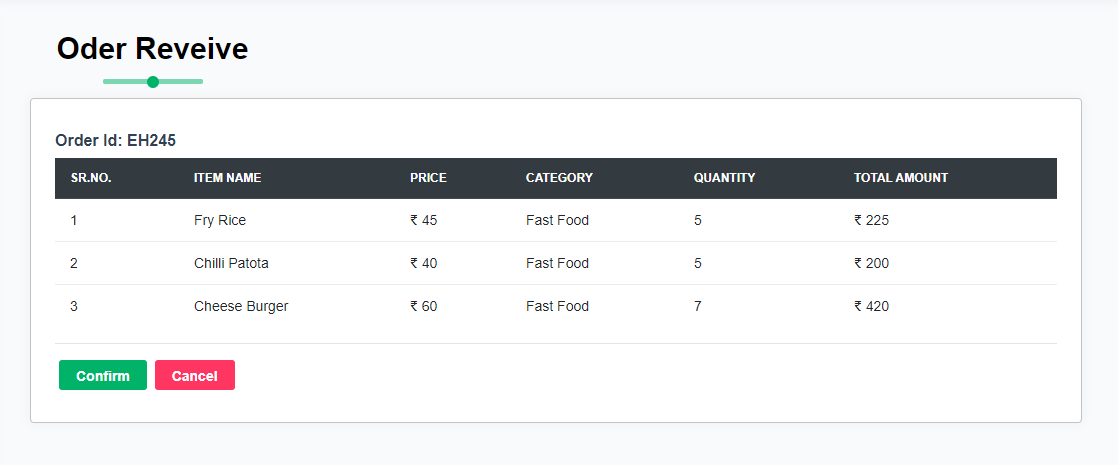 Oder Reveive
Order Id: EH245
SR.NO. ITEM NAME PRICE CATEGORY QUANTITY TOTAL AMOUNT
1 Fry Rice ₹ 45 Fast Food 5 ₹ 225
2 Chilli Patota ₹ 40 Fast Food 5 ₹ 200
3 Cheese Burger ₹ 60 Fast Food 7 ₹ 420
Confirm Cancel